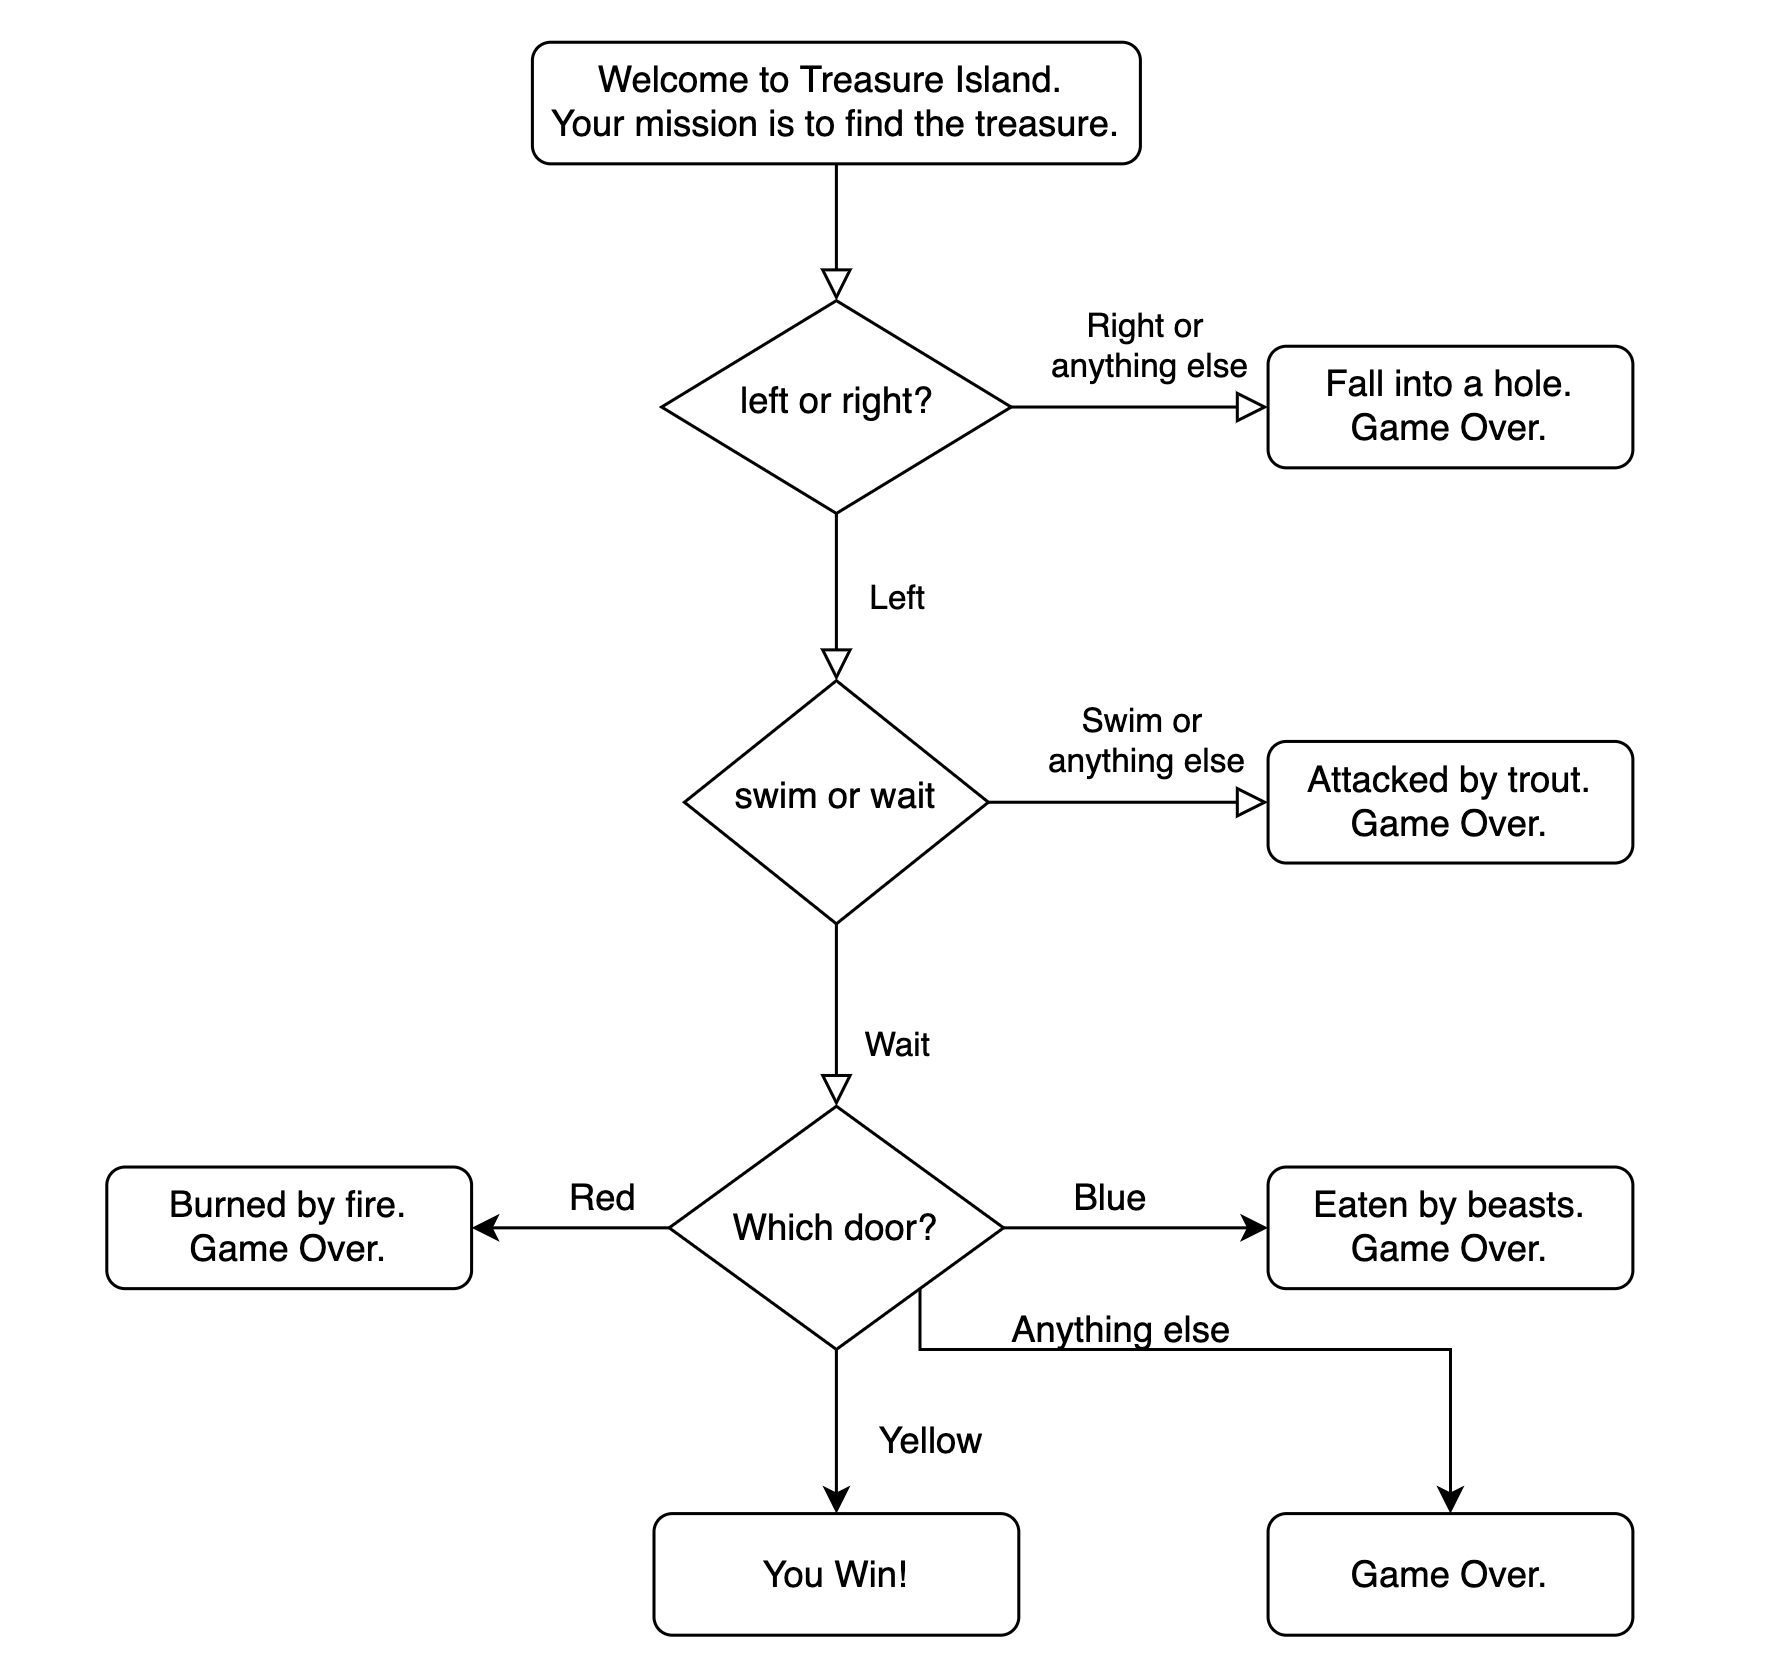 Welcome to Treasure Island.
Your mission is to find the treasure.
left or right?
Right or
anything else
Fall into a hole.
Game Over.
Left
swim or wait
Swim or
anything else
Attacked by trout.
Game Over.
Wait
Which door?
Red
Burned by fire.
Game Over.
Blue
Eaten by beasts.
Game Over.
Anything else
Yellow
You Win!
Game Over.